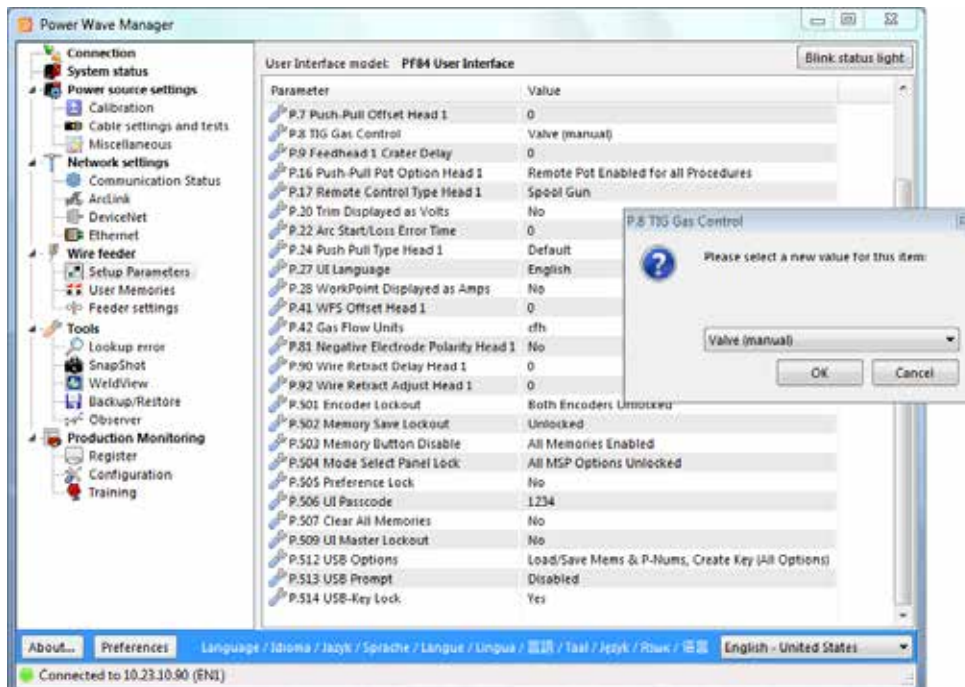 Power Wave Manager
Connection
System status
Power source settings
Calibration
Cable settings and tests
Miscellaneous
Network settings
Communication Status
ArcLink
DeviceNet
Ethernet
Wire feeder
Setup Parameters
User Memories
Feeder settings
Tools
Lookup error
SnapShot
WeldView
Backup/Restore
Observer
Production Monitoring
Register
Configuration
Training
User Interface model: PF84 User Interface
Blink status light
Parameter Value
P.7 Push-Pull Offset Head 1 0
P.8 TIG Gas Control Valve (manual)
P.9 Feedhead 1 Crater Delay 0
P.16 Push-Pull Pot Option Head 1 Remote Pot Enabled for all Procedures
P.17 Remote Control Type Head 1 Spool Gun
P.20 Trim Displayed as Volts No
P.22 Arc Start/Loss Error Time 0
P.24 Push Pull Type Head 1 Default
P.27 UI Language English
P.28 WorkPoint Displayed as Amps No
P.41 WFS Offset Head 1 0
P.42 Gas Flow Units cfh
P.81 Negative Electrode Polarity Head 1 No
P.90 Wire Retract Delay Head 1 0
P.92 Wire Retract Adjust Head 1 0
P.501 Encoder Lockout Both Encoders Unlocked
P.502 Memory Save Lockout Unlocked
P.503 Memory Button Disable All Memories Enabled
P.504 Mode Select Panel Lock All MSP Options Unlocked
P.505 Preference Lock No
P.506 UI Passcode 1234
P.507 Clear All Memories No
P.509 UI Master Lockout No
P.512 USB Options Load/Save Mems & P-Nums, Create Key (All Options)
P.513 USB Prompt Disabled
P.514 USB-Key Lock Yes
P.8 TIG Gas Control
Please select a new value for this item:
Valve (manual)
OK Cancel
About... Preferences Language / Idioma / Jazyk / Sprache / Langue / Lingua / / Taal / Język / Язык / English - United States
Connected to 10.23.10.90 (EN1)